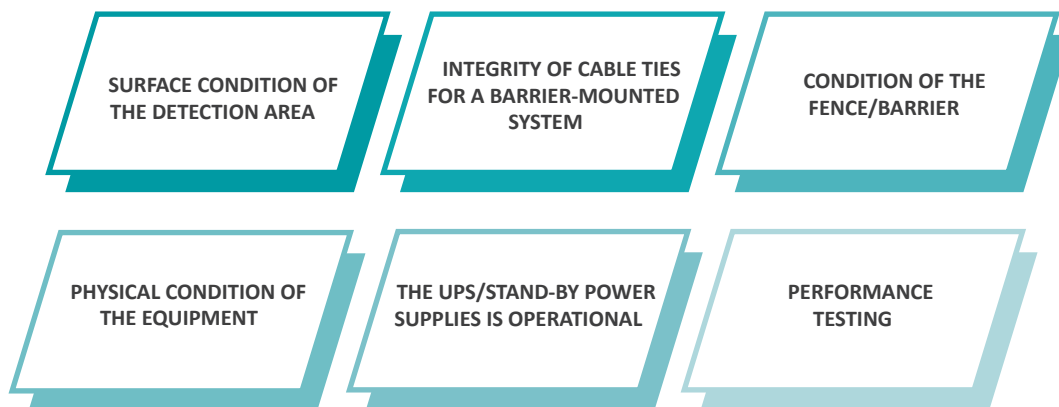 SURFACE CONDITION OF
THE DETECTION AREA
INTEGRITY OF CABLE TIES
FOR A BARRIER-MOUNTED
SYSTEM
CONDITION OF THE
FENCE/BARRIER
PHYSICAL CONDITION OF
THE EQUIPMENT
THE UPS/STAND-BY POWER
SUPPLIES IS OPERATIONAL
PERFORMANCE
TESTING